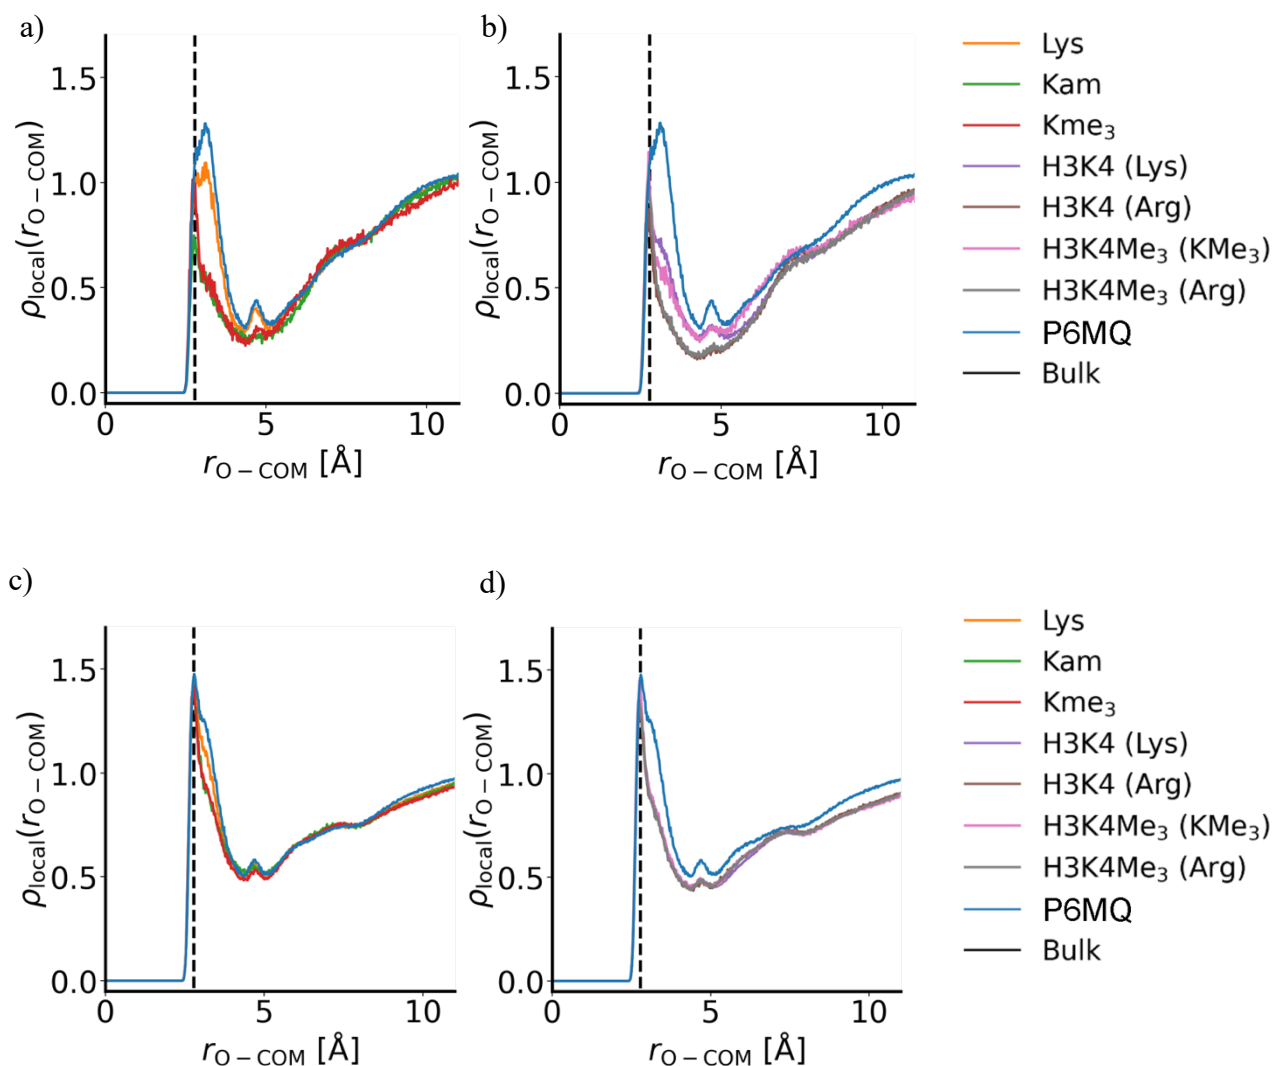 a)
b)
1.5
1.0
0.5
0.0
0
5
10
ρlocal(rO – COM)
rO – COM [Å]
1.5
1.0
0.5
0.0
0
5
10
ρlocal(rO – COM)
rO – COM [Å]
Lys
Kam
Kme₃
H3K4 (Lys)
H3K4 (Arg)
H3K4Me₃ (KMe₃)
H3K4Me₃ (Arg)
P6MQ
Bulk
c)
d)
1.5
1.0
0.5
0.0
0
5
10
ρlocal(rO – COM)
rO – COM [Å]
1.5
1.0
0.5
0.0
0
5
10
ρlocal(rO – COM)
rO – COM [Å]
Lys
Kam
Kme₃
H3K4 (Lys)
H3K4 (Arg)
H3K4Me₃ (KMe₃)
H3K4Me₃ (Arg)
P6MQ
Bulk